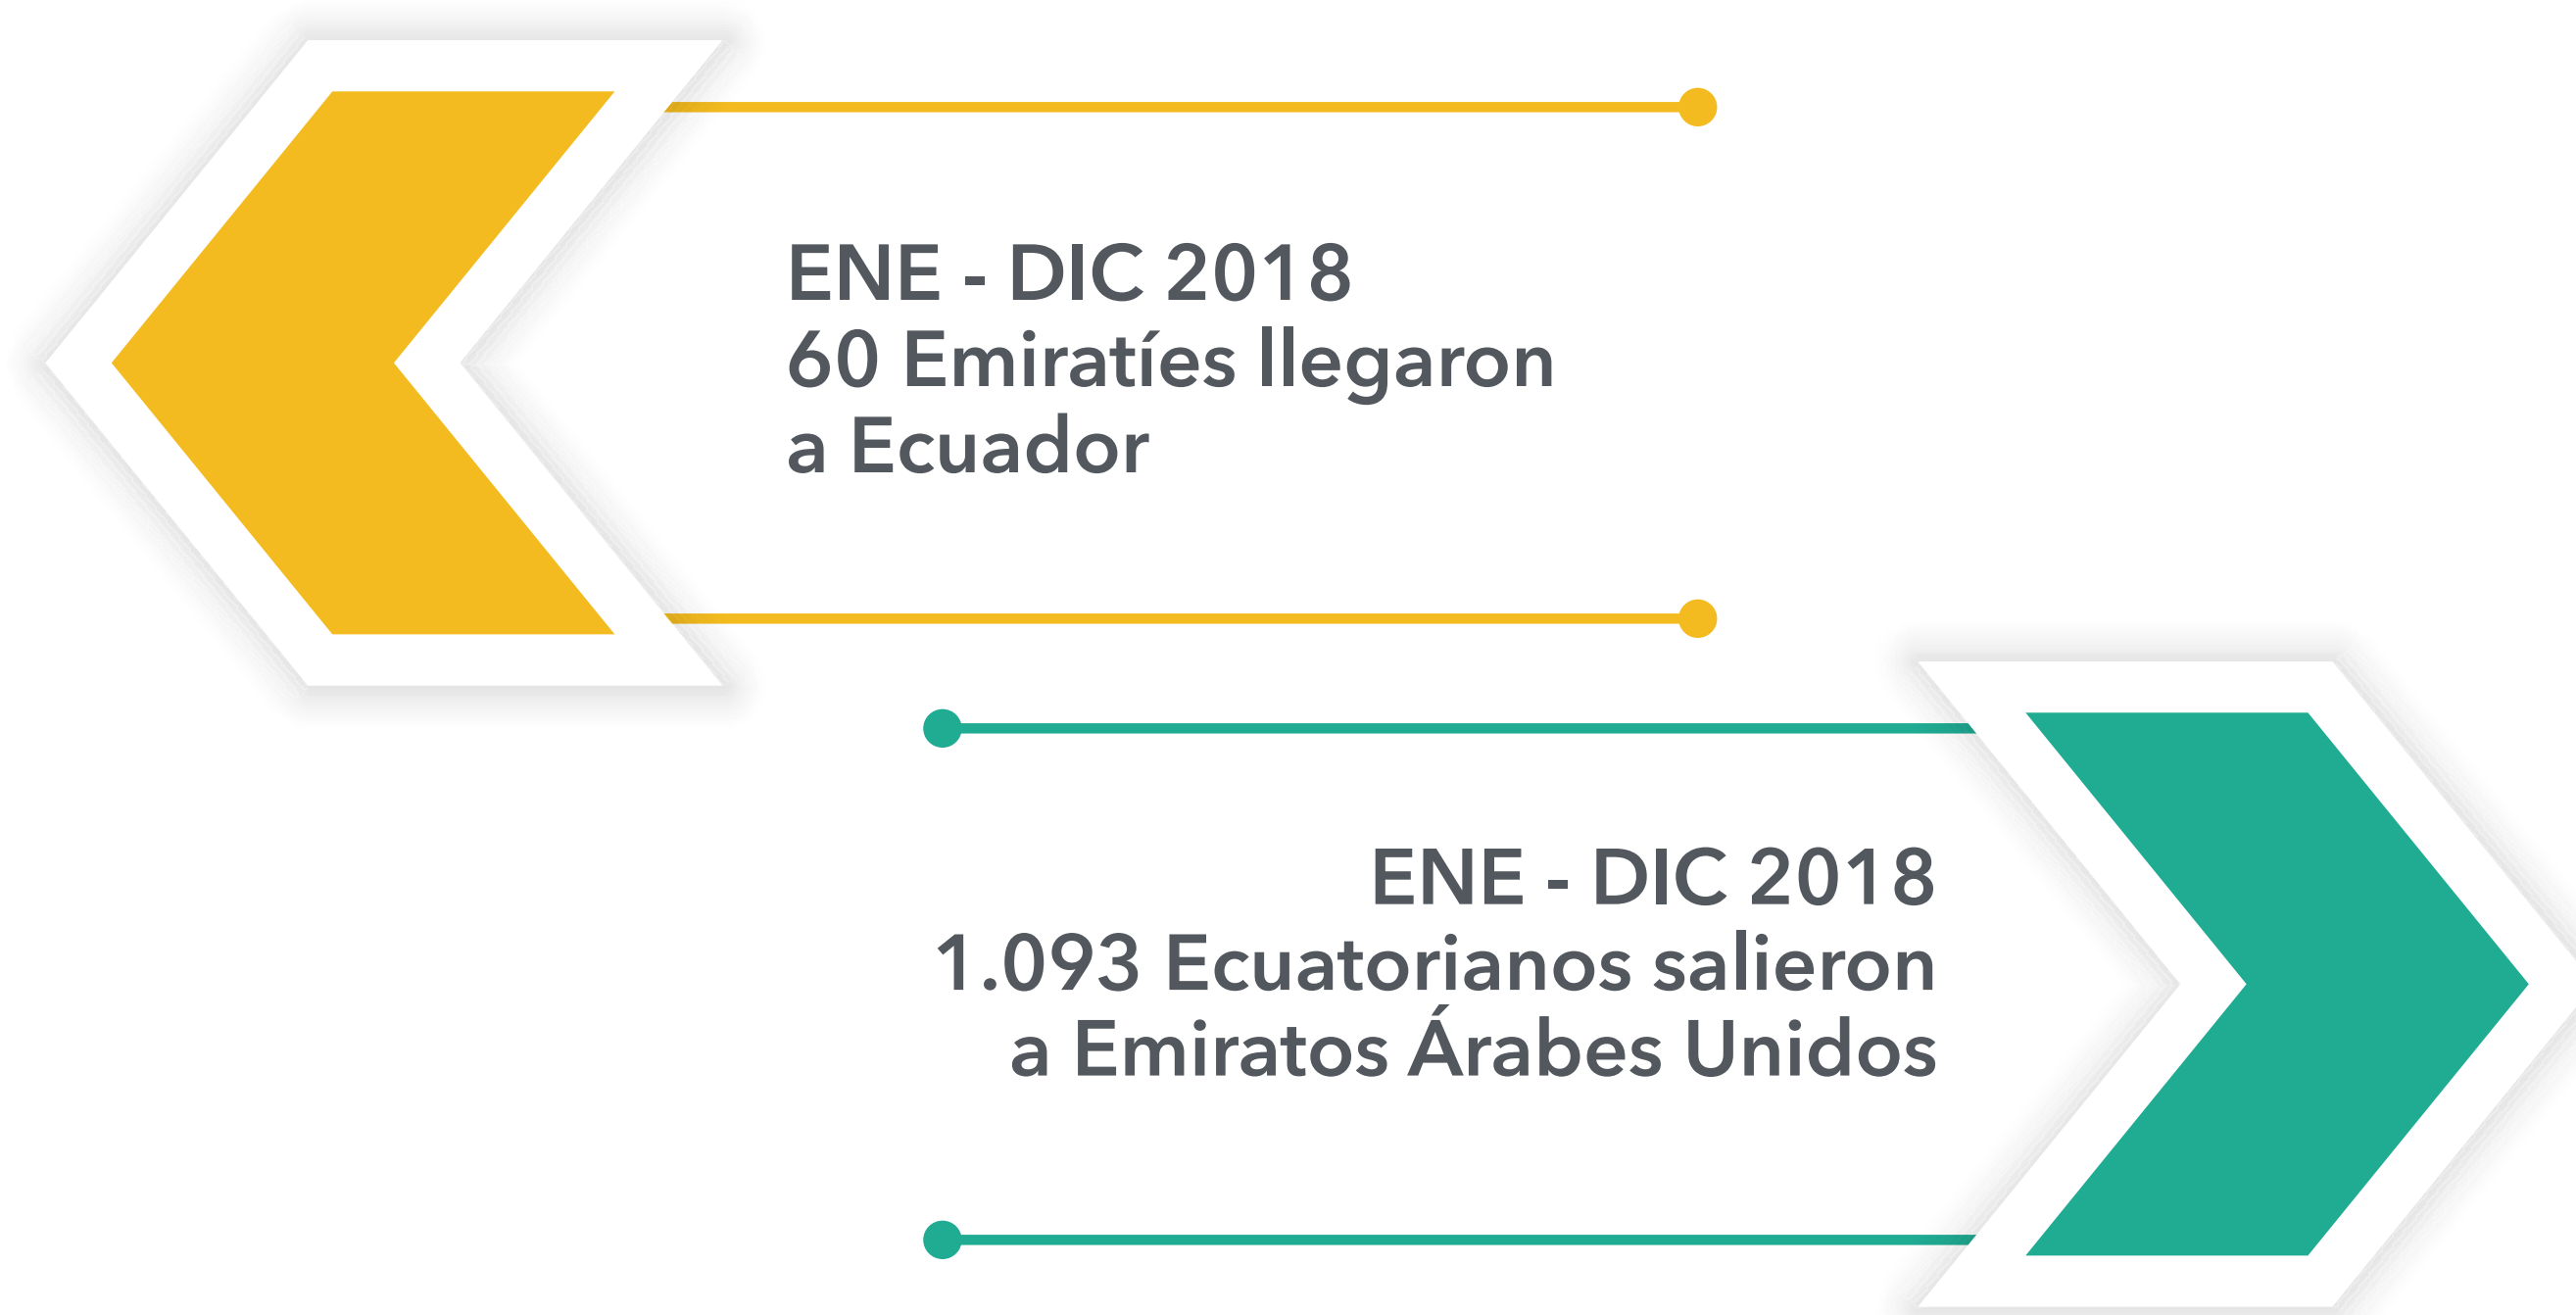 ENE - DIC 2018
60 Emiratíes llegaron
a Ecuador
ENE - DIC 2018
1.093 Ecuatorianos salieron
a Emiratos Árabes Unidos